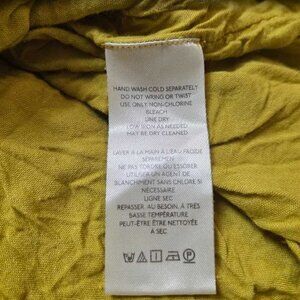 HAND WASH COLD SEPARATELY
DO NOT WRING OR TWIST
USE ONLY NON-CHLORINE
BLEACH
LINE DRY
LOW IRON AS NEEDED
MAY BE DRY CLEANED
LAVER À LA MAIN À L'EAU FROIDE
SÉPARÉMEN
NE PAS TORDRE OU ESSORER
UTILISER UN AGENT DE
BLANCHIMENT SANS CHLORE SI
NÉCESSAIRE
LIGNE SEC
REPASSER AU BESOIN, À TRÈS
BASSE TEMPÉRATURE
PEUT-ÊTRE ÊTRE NETTOYÉE
À SEC